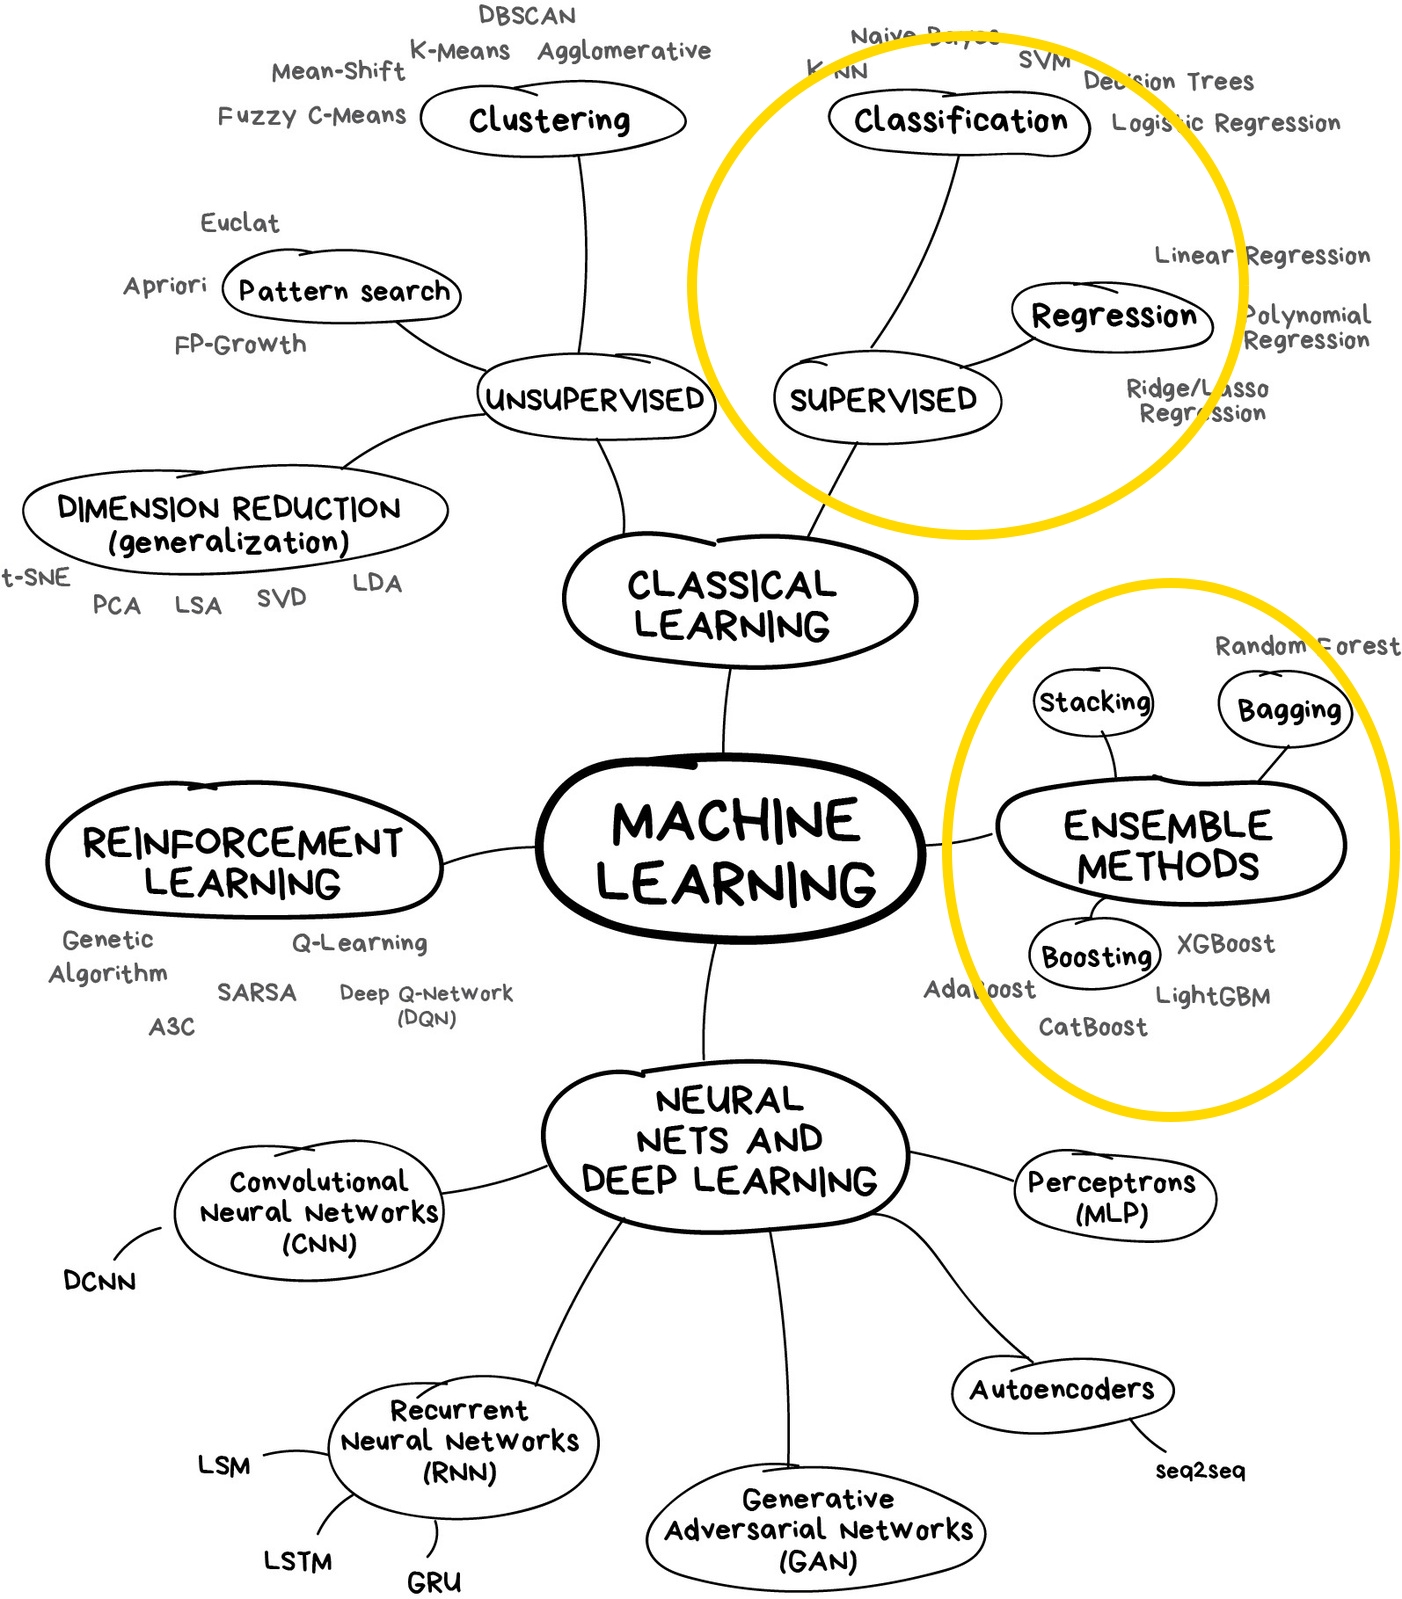 DBSCAN
K-Means Agglomerative
Mean-Shift
Fuzzy C-Means
Clustering
Naive Bayes
K-NN
SVM
Decision Trees
Classification
Logistic Regression
Euclat
Apriori
Pattern search
FP-Growth
Linear Regression
Regression
Polynomial
Regression
Ridge/Lasso
Regression
UNSUPERVISED
SUPERVISED
DIMENSION REDUCTION
(generalization)
t-SNE
PCA
LSA
SVD
LDA
CLASSICAL
LEARNING
Random Forest
Stacking
Bagging
MACHINE
LEARNING
ENSEMBLE
METHODS
REINFORCEMENT
LEARNING
Genetic
Algorithm
Q-Learning
SARSA
Deep Q-Network
(DQN)
A3C
Boosting
XGBoost
AdaBoost
LightGBM
CatBoost
NEURAL
NETS AND
DEEP LEARNING
Convolutional
Neural Networks
(CNN)
DCNN
Perceptrons
(MLP)
Autoencoders
seq2seq
Recurrent
Neural Networks
(RNN)
LSM
LSTM
GRU
Generative
Adversarial Networks
(GAN)